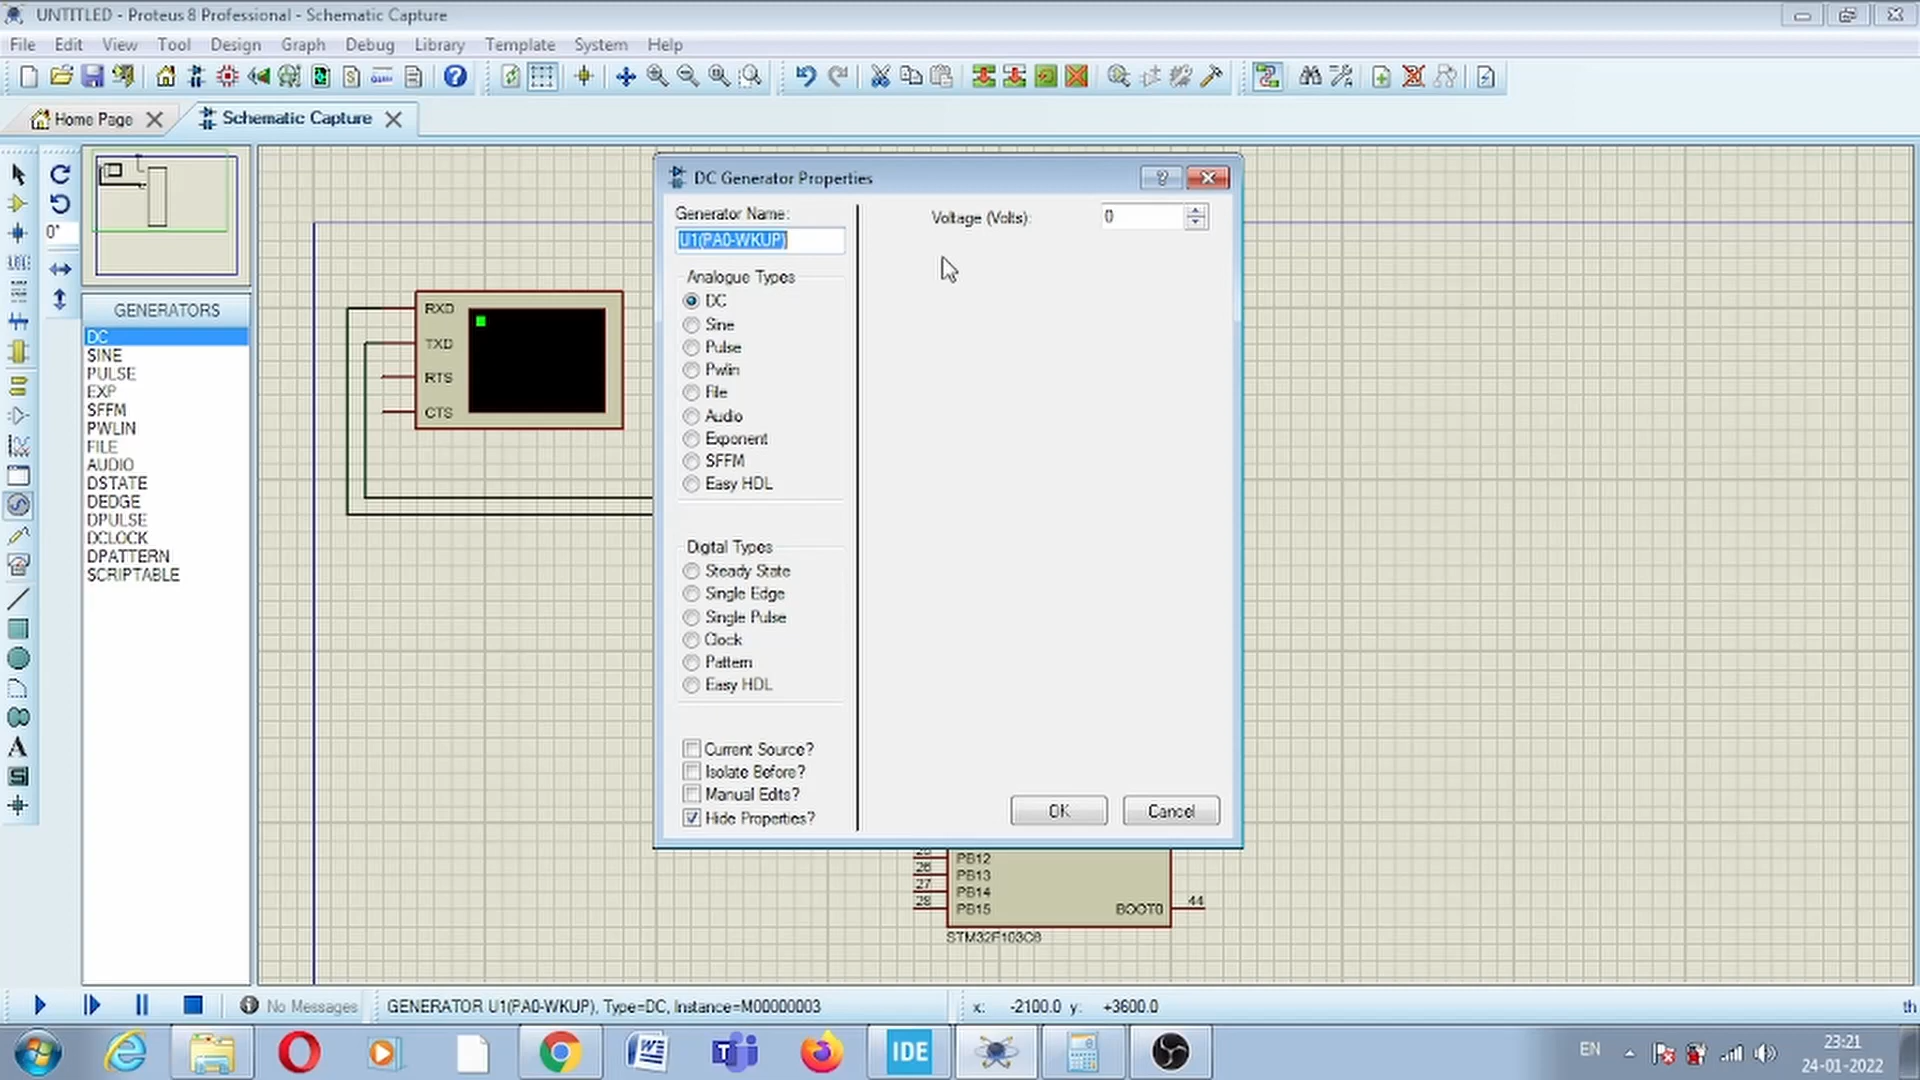 UNTITLED - Proteus 8 Professional - Schematic Capture
File Edit View Tool Design Graph Debug Library Template System Help
Home Page
Schematic Capture
0°
GENERATORS
DC
SINE
PULSE
EXP
SFFM
PWLIN
FILE
AUDIO
DSTATE
DEDGE
DPULSE
DCLOCK
DPATTERN
SCRIPTABLE
RXD
TXD
RTS
CTS
DC Generator Properties
Generator Name:
U1(PA0-WKUP)
Analogue Types
DC
Sine
Pulse
Pwlin
File
Audio
Exponent
SFFM
Easy HDL
Digital Types
Steady State
Single Edge
Single Pulse
Clock
Pattern
Easy HDL
Current Source?
Isolate Before?
Manual Edits?
Hide Properties?
Voltage (Volts): 0
OK Cancel
PB12
26 PB13
27 PB14
28 PB15 BOOT0 44
STM32F103C8
No Messages
GENERATOR U1(PA0-WKUP), Type=DC, Instance=M00000003
x: -2100.0 y: +3600.0
th
IDE
EN
23:21
24-01-2022